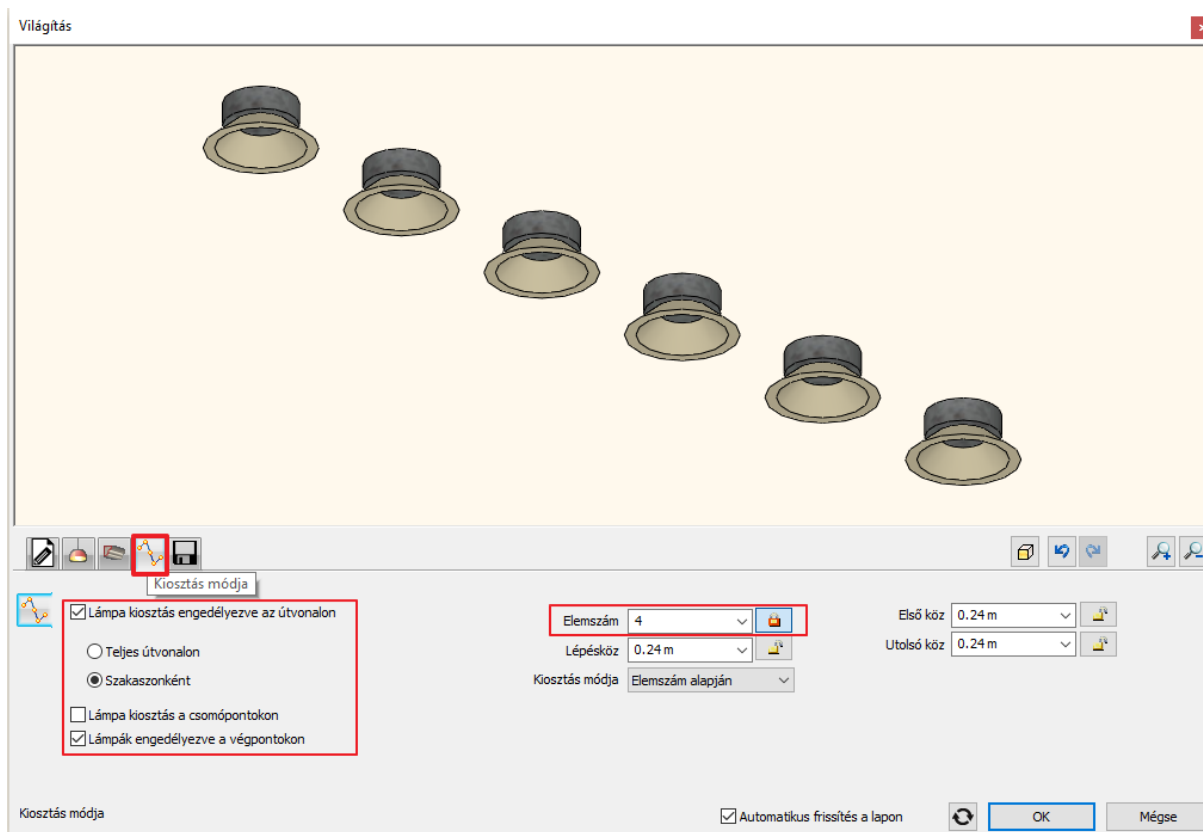 Világítás
Kiosztás módja
Lámpa kiosztás engedélyezve az útvonalon
Teljes útvonalon
Szakaszonként
Lámpa kiosztás a csomópontokon
Lámpák engedélyezve a végpontokon
Elemszám 4
Lépésköz 0.24 m
Kiosztás módja Elemszám alapján
Első köz 0.24 m
Utolsó köz 0.24 m
Kiosztás módja
Automatikus frissítés a lapon
OK
Mégse